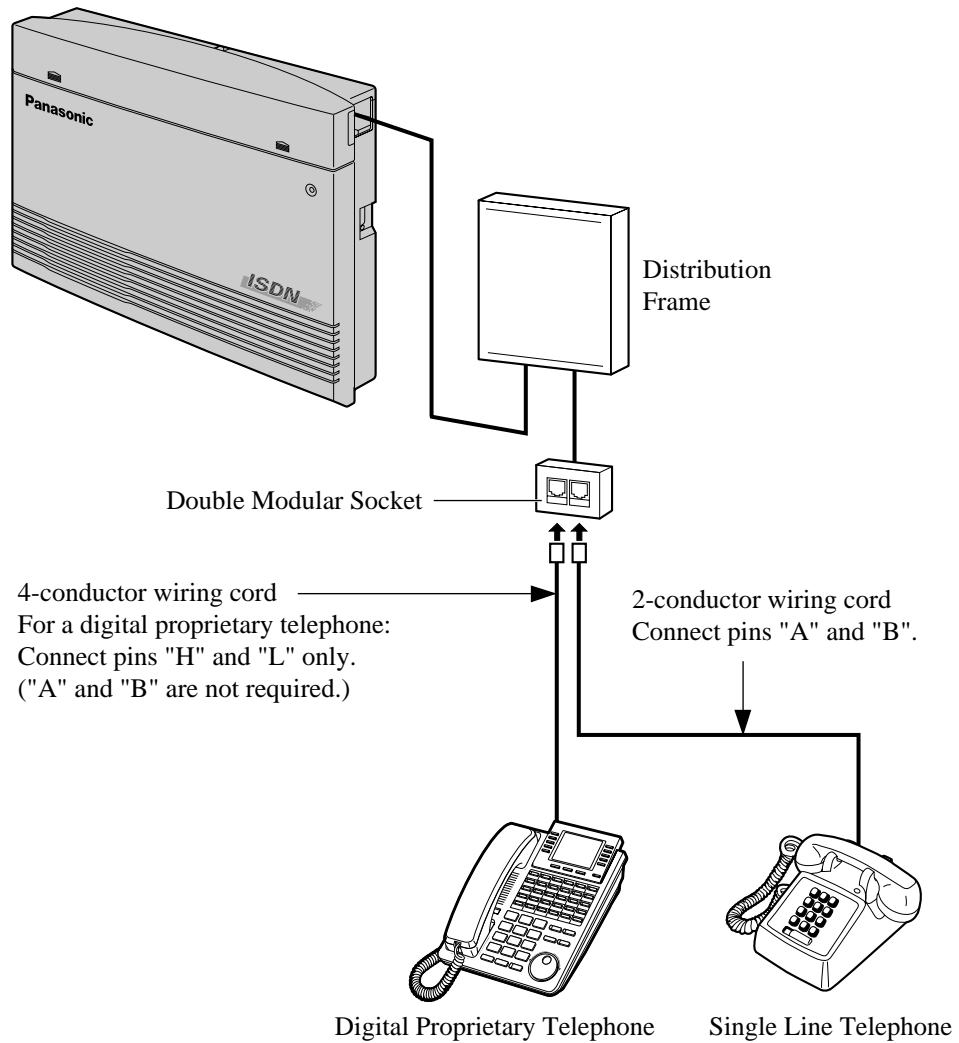 Panasonic
ISDN
Distribution
Frame
Double Modular Socket
4-conductor wiring cord
For a digital proprietary telephone:
Connect pins "H" and "L" only.
("A" and "B" are not required.)
2-conductor wiring cord
Connect pins "A" and "B".
Digital Proprietary Telephone
Single Line Telephone